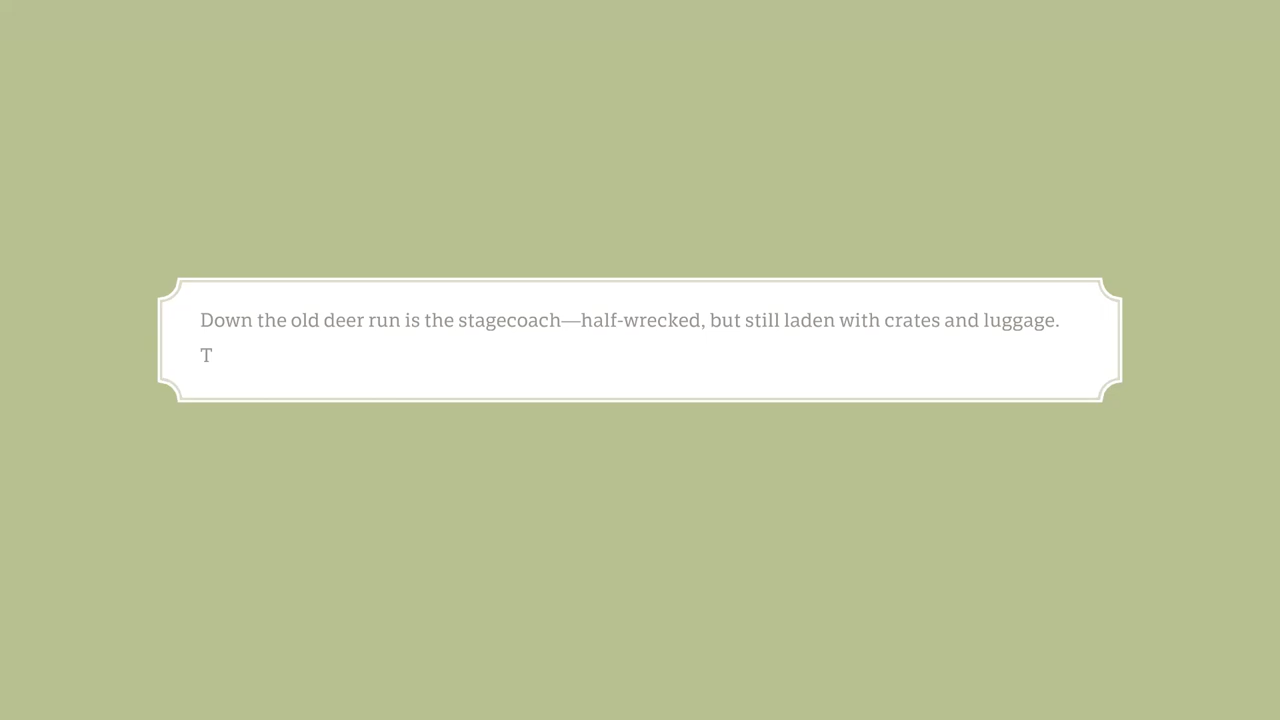 Down the old deer run is the stagecoach—half-wrecked, but still laden with crates and luggage.
T